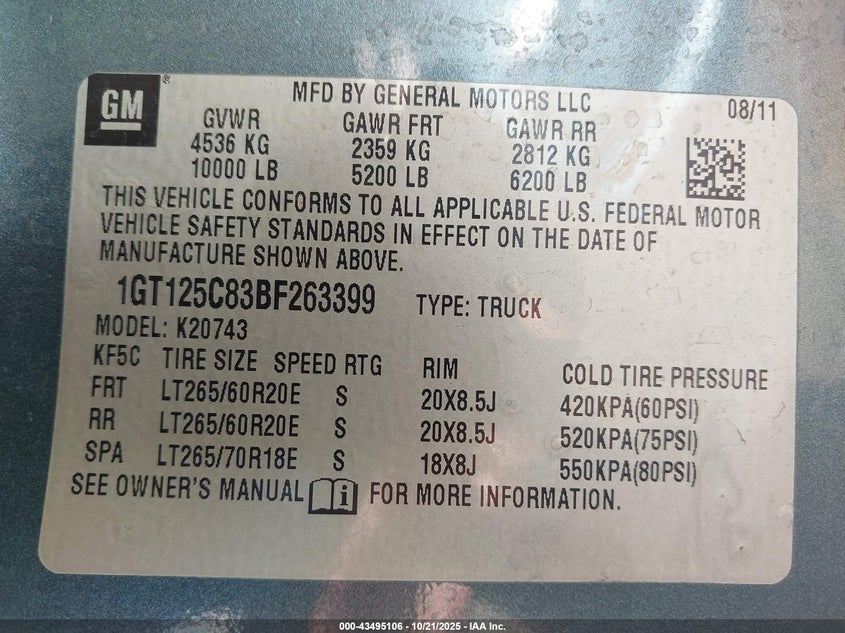 GM ®
MFD BY GENERAL MOTORS LLC 08/11
GVWR GAWR FRT GAWR RR
4536 KG 2359 KG 2812 KG
10000 LB 5200 LB 6200 LB
THIS VEHICLE CONFORMS TO ALL APPLICABLE U.S. FEDERAL MOTOR
VEHICLE SAFETY STANDARDS IN EFFECT ON THE DATE OF
MANUFACTURE SHOWN ABOVE.
1GT125C83BF263399 TYPE: TRUCK
MODEL: K20743
KF5C TIRE SIZE SPEED RTG RIM COLD TIRE PRESSURE
FRT LT265/60R20E S 20X8.5J 420KPA(60PSI)
RR LT265/60R20E S 20X8.5J 520KPA(75PSI)
SPA LT265/70R18E S 18X8J 550KPA(80PSI)
SEE OWNER'S MANUAL i FOR MORE INFORMATION.
000-43495106 - 10/21/2025 - IAA Inc.